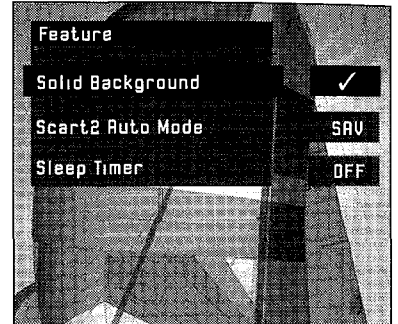 Feature
Solid Background ✓
Scart2 Auto Mode SAV
Sleep Timer OFF